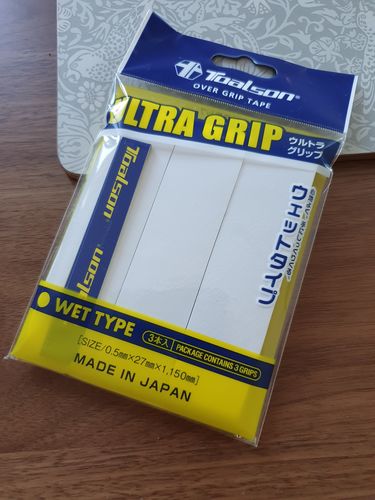 Toalson
OVER GRIP TAPE
ULTRA GRIP
ウルトラ
グリップ
Toalson
Toalson
ウェットタイプ
WET TYPE
3本入 PACKAGE CONTAINS 3 GRIPS
[SIZE/0.5mm×27mm×1,150mm]
MADE IN JAPAN